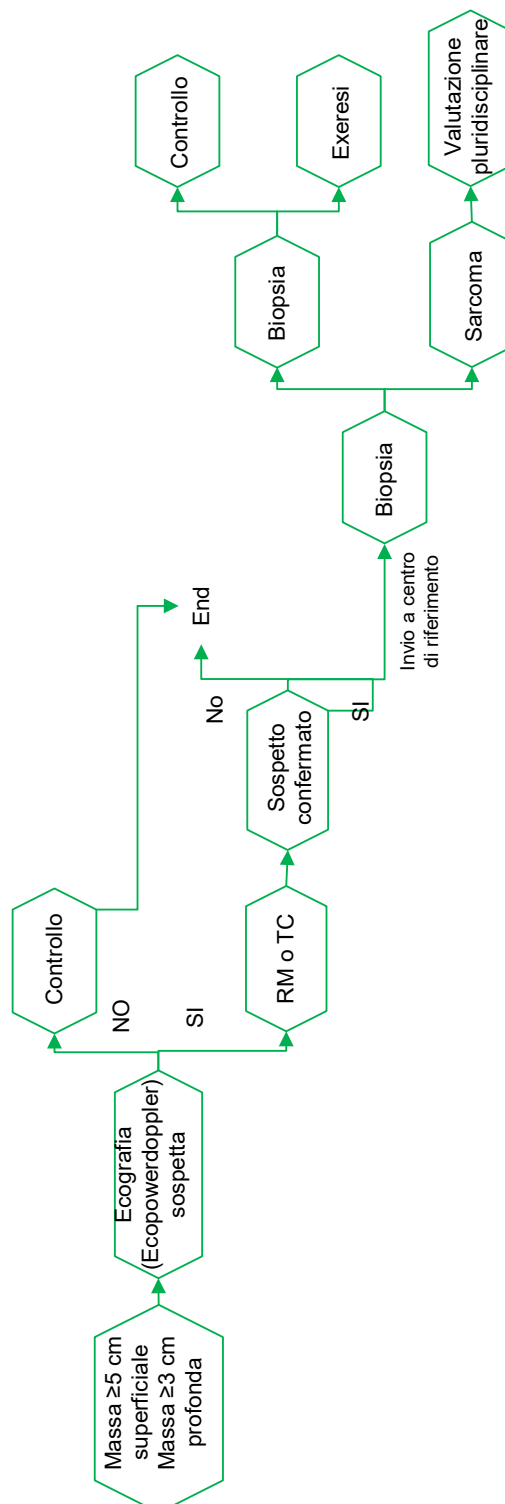 Massa ≥5 cm
superficiale
Massa ≥3 cm
profonda
Ecografia
(Ecopowerdoppler)
sospetta
NO
SI
Controllo
RM o TC
Sospetto
confermato
No
SI
End
Invio a centro
di riferimento
Biopsia
Biopsia
Sarcoma
Controllo
Exeresi
Valutazione
pluridisciplinare